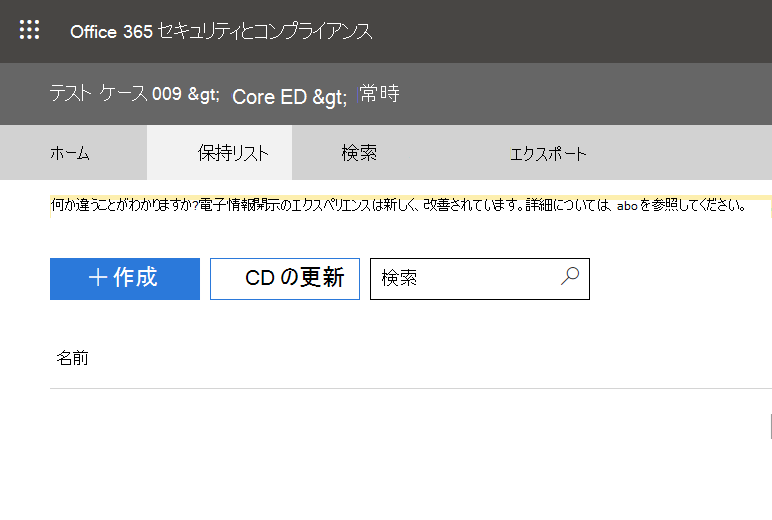 Office 365 セキュリティとコンプライアンス
テスト ケース 009 &gt; Core ED &gt; 常時
ホーム 保持リスト 検索 エクスポート
何か違うことがわかりますか?電子情報開示のエクスペリエンスは新しく、改善されています。詳細については、aboを参照してください。
＋作成 CD の更新 検索
名前